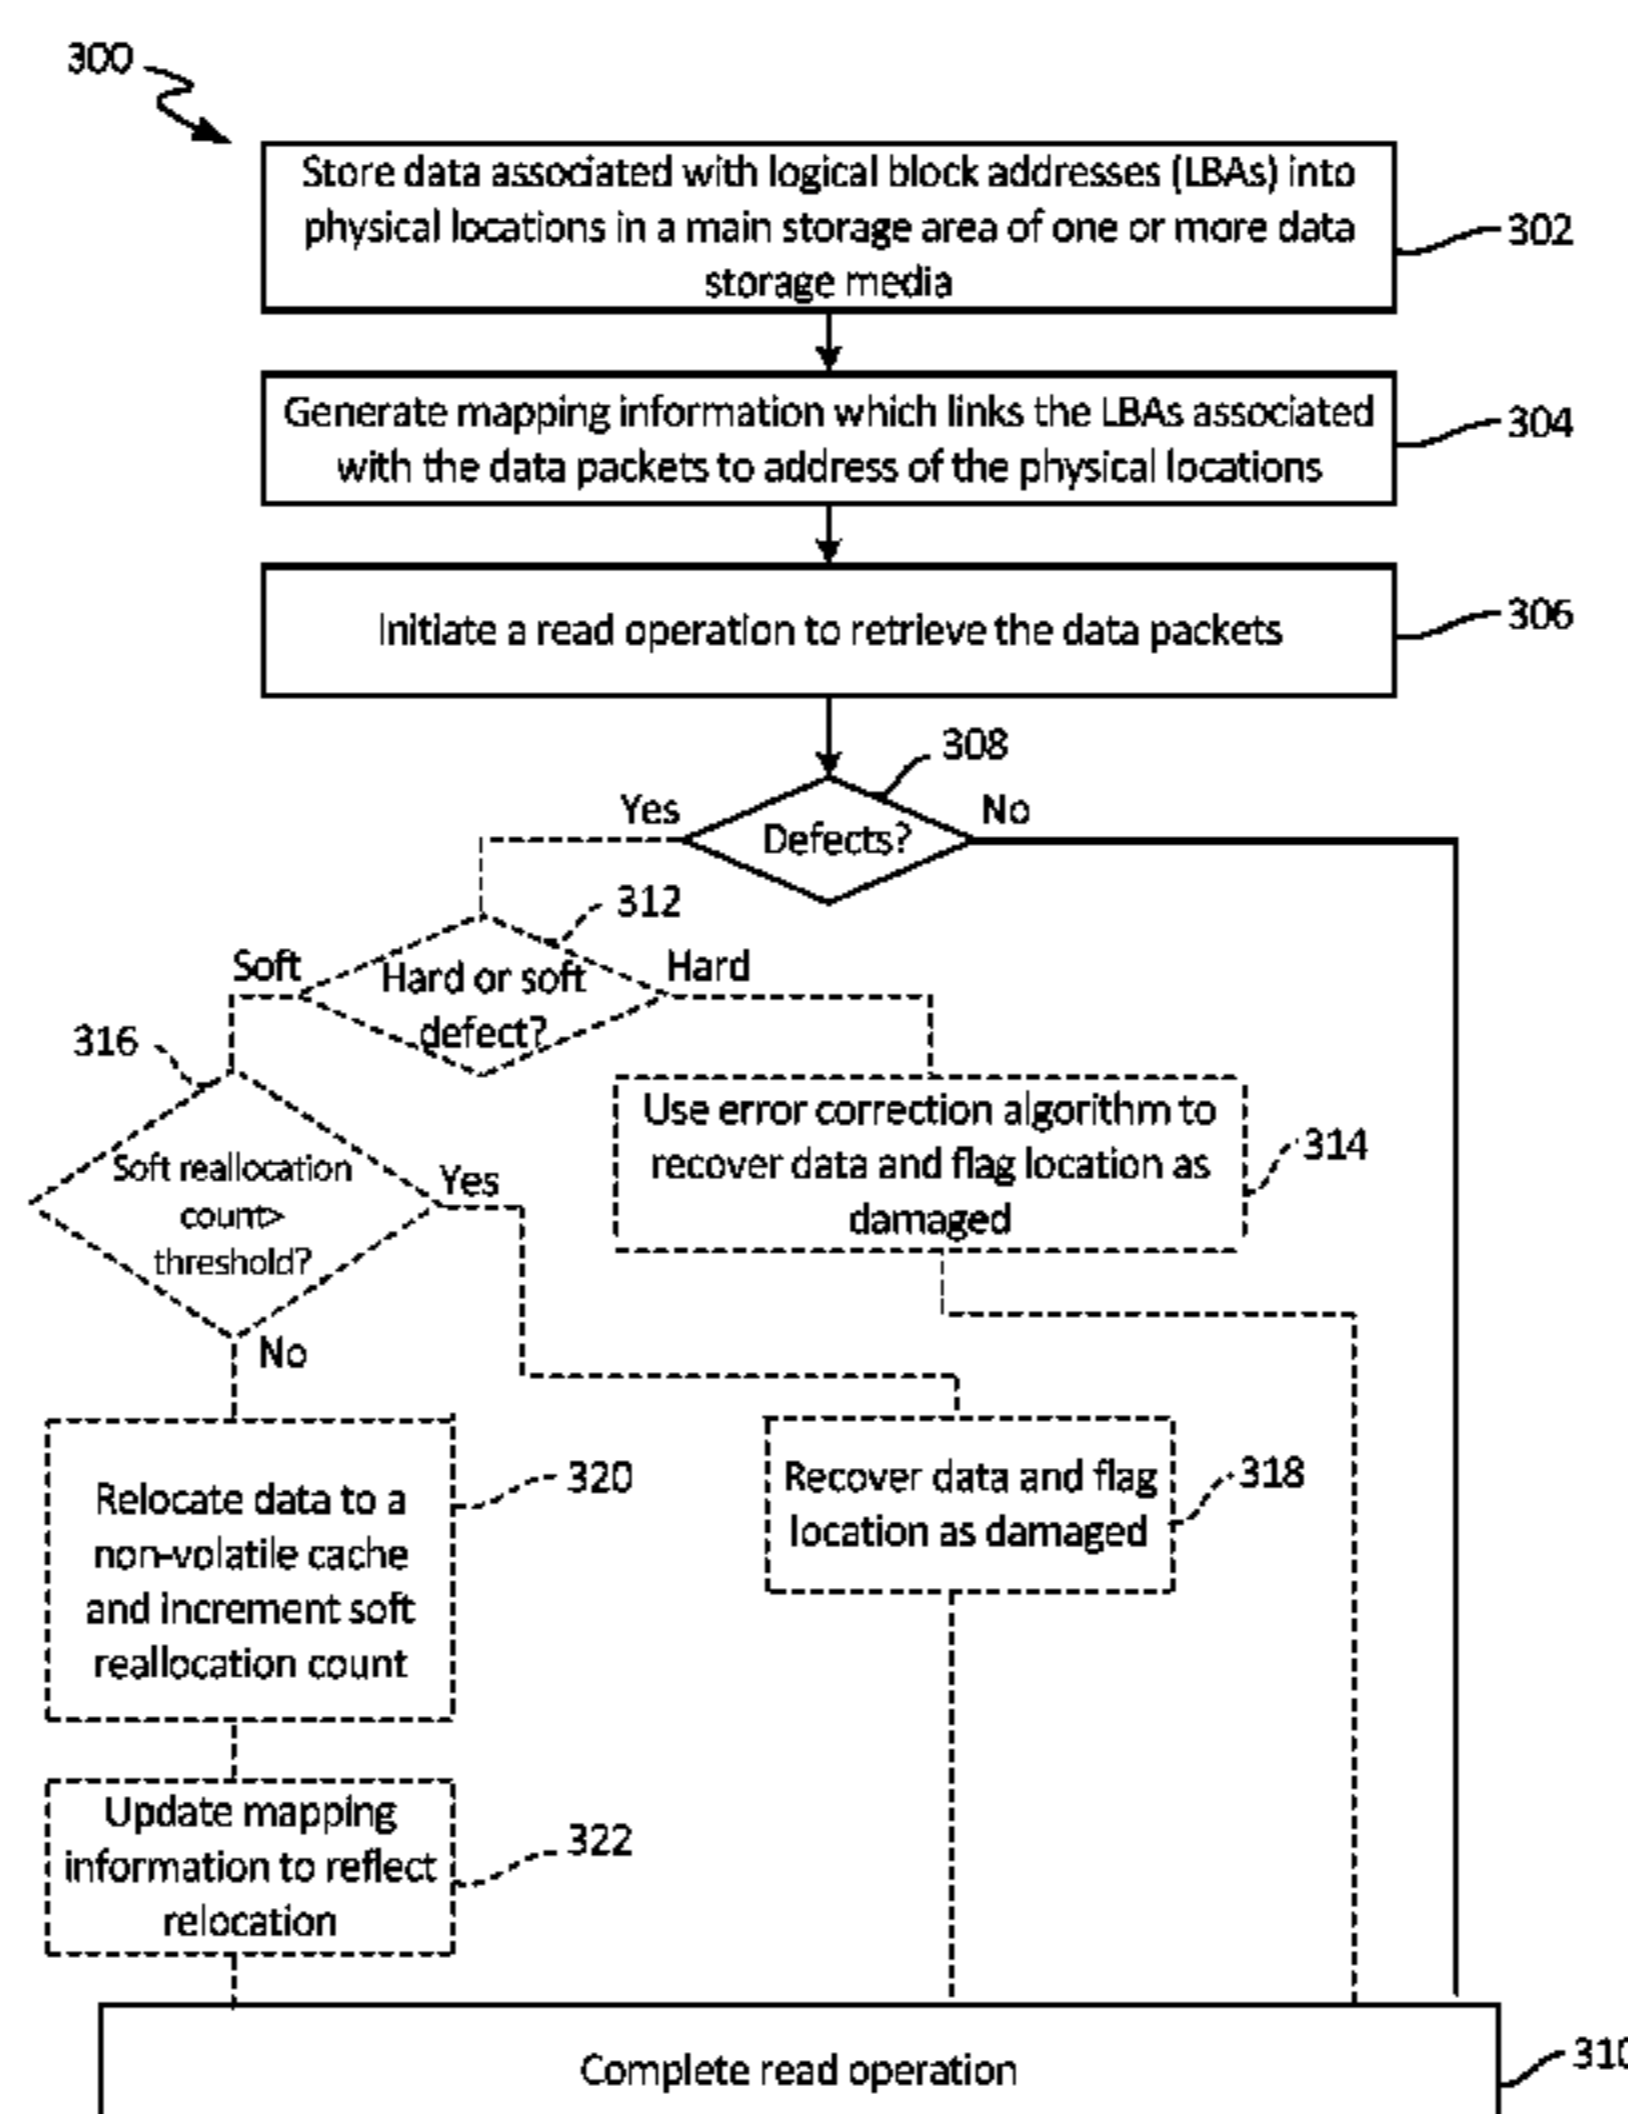 300
Store data associated with logical block addresses (LBAs) into
physical locations in a main storage area of one or more data
storage media
302
Generate mapping information which links the LBAs associated
with the data packets to address of the physical locations
304
Initiate a read operation to retrieve the data packets
306
308
Yes
Defects?
No
312
Soft
Hard or soft
defect?
Hard
316
Soft reallocation
count>
threshold?
Yes
No
Use error correction algorithm to
recover data and flag location as
damaged
314
Relocate data to a
non-volatile cache
and increment soft
reallocation count
320
Recover data and flag
location as damaged
318
Update mapping
information to reflect
relocation
322
Complete read operation
310